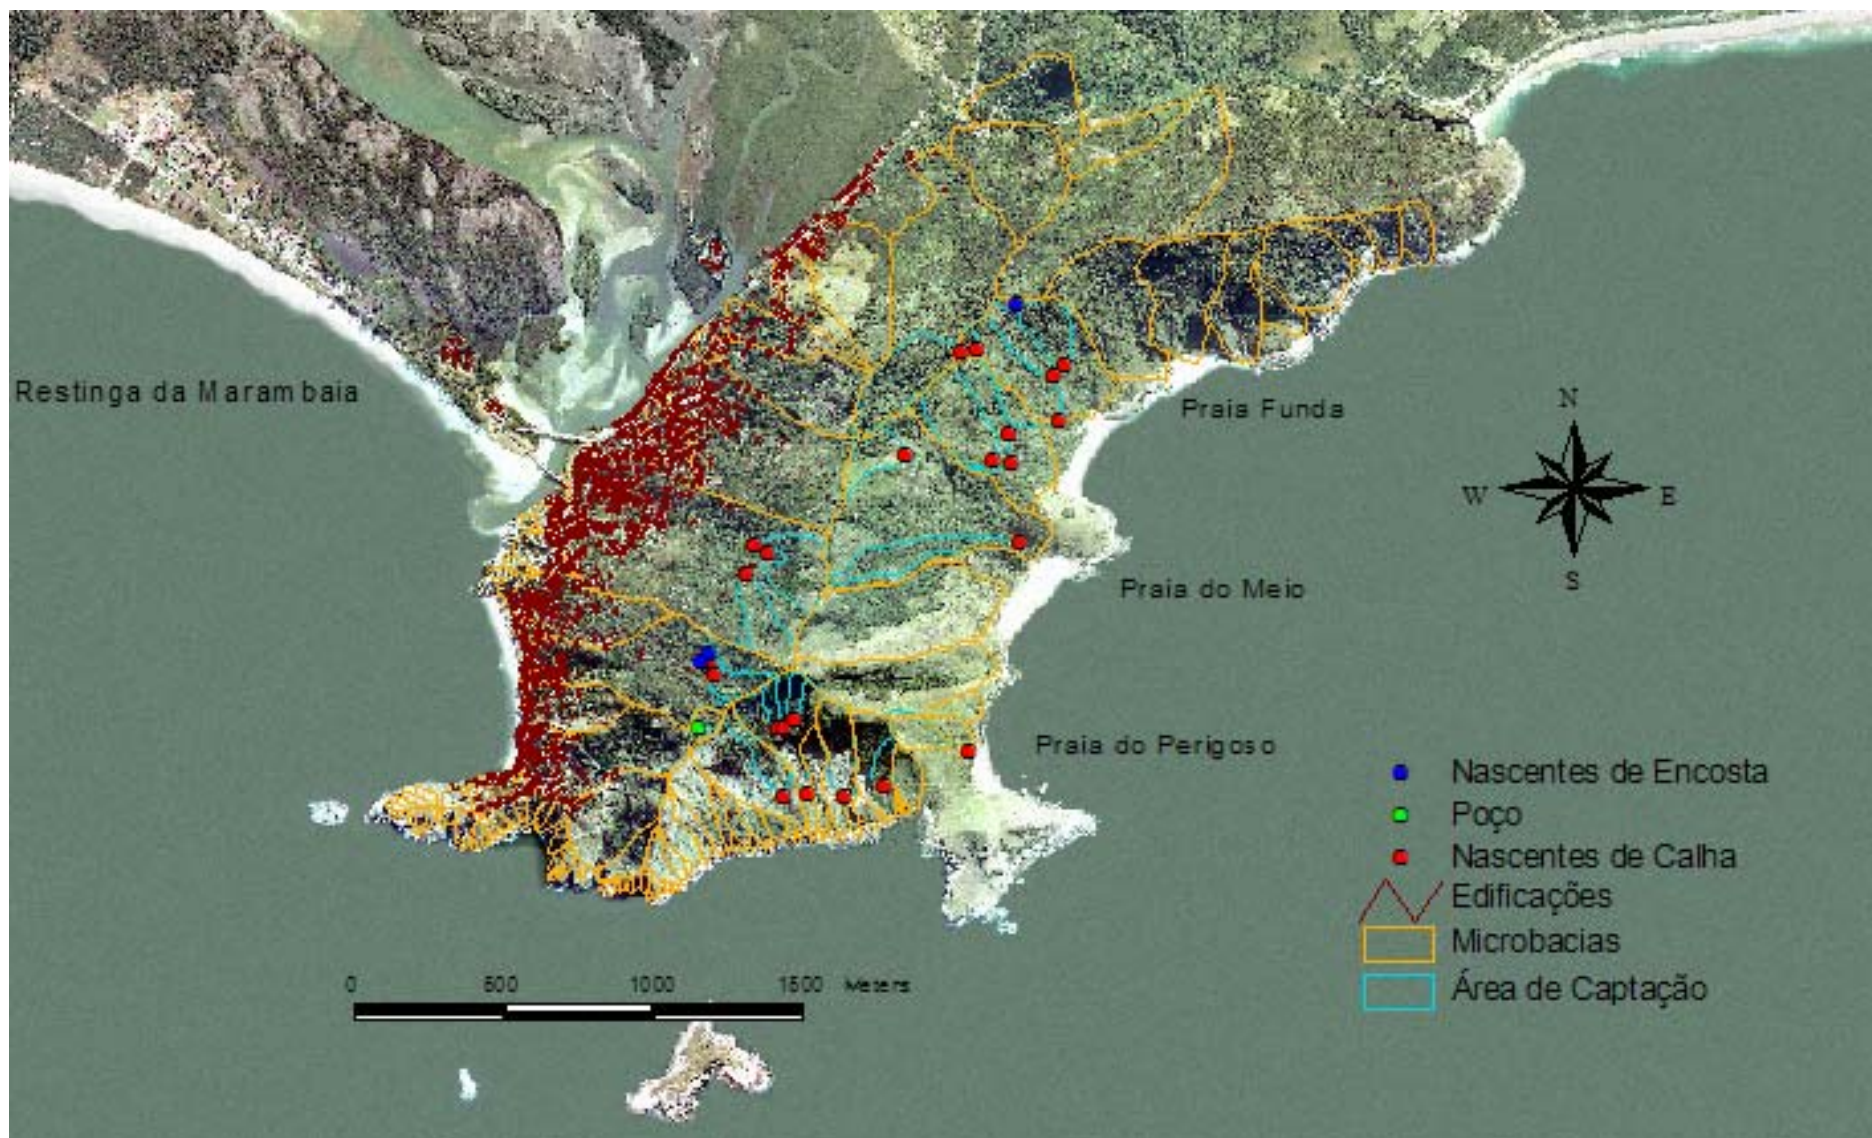 Restinga da Marambaia
Praia Funda
N
W
E
S
Praia do Meio
Praia do Perigoso
Nascentes de Encosta
Poço
Nascentes de Calha
Edificações
Microbacias
Área de Captação
0 500 1000 1500 Meters